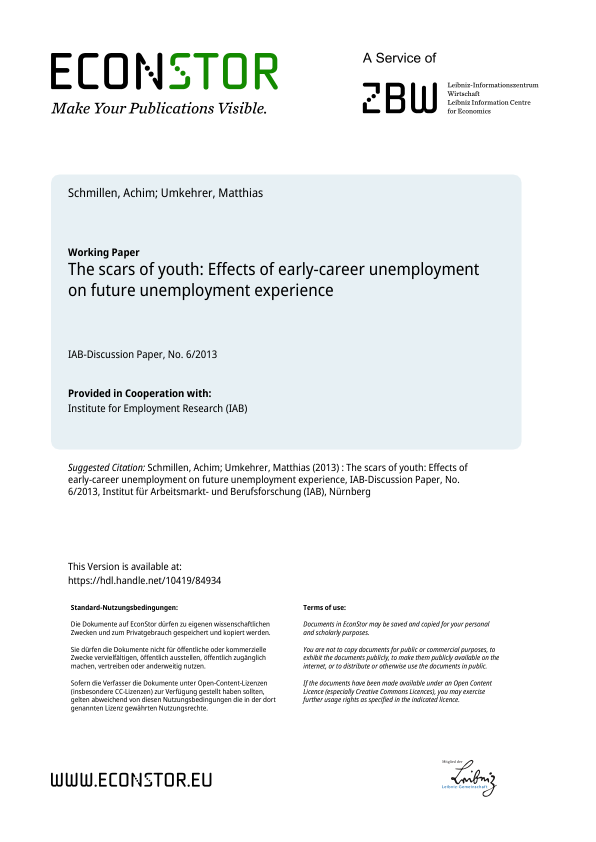 ECONSTOR
Make Your Publications Visible.
A Service of
ZBW
Leibniz-Informationszentrum
Wirtschaft
Leibniz Information Centre
for Economics
Schmillen, Achim; Umkehrer, Matthias
Working Paper
The scars of youth: Effects of early-career unemployment
on future unemployment experience
IAB-Discussion Paper, No. 6/2013
Provided in Cooperation with:
Institute for Employment Research (IAB)
Suggested Citation: Schmillen, Achim; Umkehrer, Matthias (2013) : The scars of youth: Effects of
early-career unemployment on future unemployment experience, IAB-Discussion Paper, No.
6/2013, Institut für Arbeitsmarkt- und Berufsforschung (IAB), Nürnberg
This Version is available at:
https://hdl.handle.net/10419/84934
Standard-Nutzungsbedingungen:
Die Dokumente auf EconStor dürfen zu eigenen wissenschaftlichen
Zwecken und zum Privatgebrauch gespeichert und kopiert werden.
Sie dürfen die Dokumente nicht für öffentliche oder kommerzielle
Zwecke vervielfältigen, öffentlich ausstellen, öffentlich zugänglich
machen, vertreiben oder anderweitig nutzen.
Sofern die Verfasser die Dokumente unter Open-Content-Lizenzen
(insbesondere CC-Lizenzen) zur Verfügung gestellt haben sollten,
gelten abweichend von diesen Nutzungsbedingungen die in der dort
genannten Lizenz gewährten Nutzungsrechte.
Terms of use:
Documents in EconStor may be saved and copied for your personal
and scholarly purposes.
You are not to copy documents for public or commercial purposes, to
exhibit the documents publicly, to make them publicly available on the
internet, or to distribute or otherwise use the documents in public.
If the documents have been made available under an Open Content
Licence (especially Creative Commons Licences), you may exercise
further usage rights as specified in the indicated licence.
WWW.ECONSTOR.EU
Mitglied der
Leibniz
Leibniz-Gemeinschaft